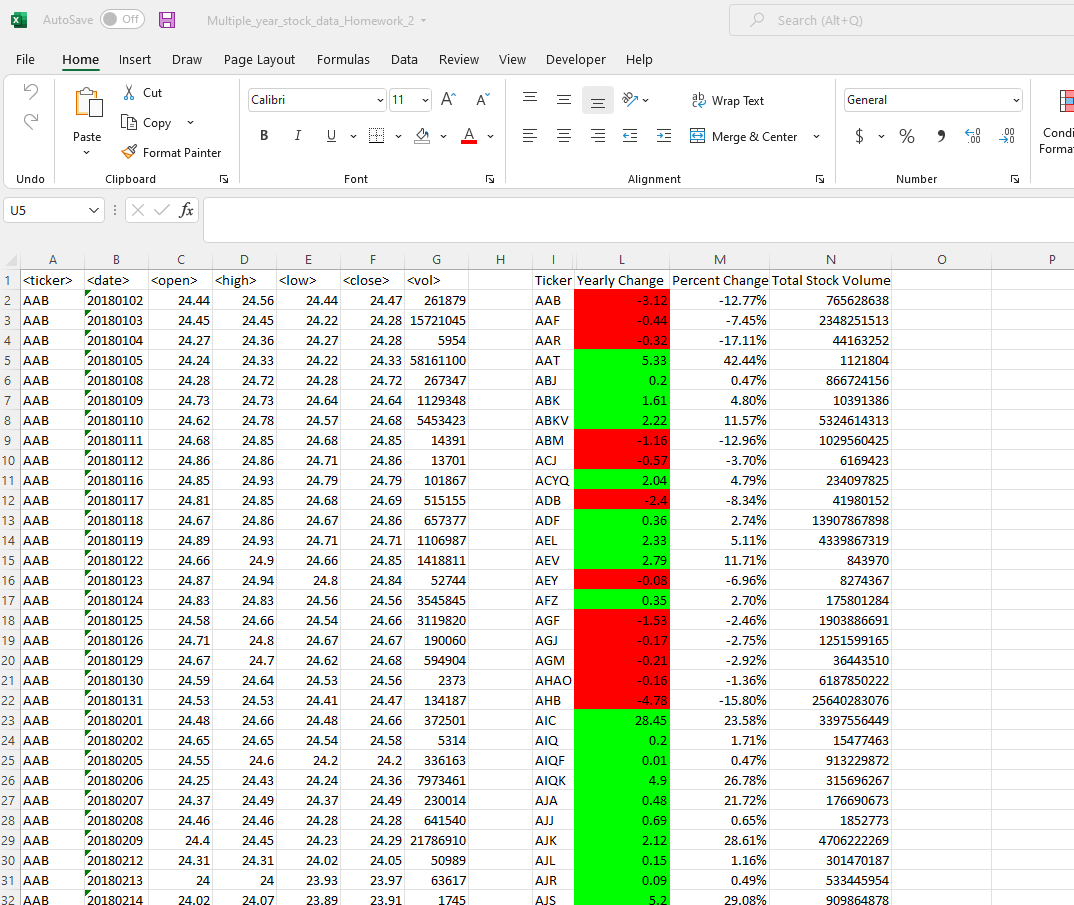 AutoSave Off Multiple_year_stock_data_Homework_2 Search (Alt+Q)
File Home Insert Draw Page Layout Formulas Data Review View Developer Help
Paste Cut Calibri 11 A A ab Wrap Text General Condi
Copy B I U A Merge & Center $ % Forma
Format Painter
Undo Clipboard Font Alignment Number
U5 fx
A B C D E F G H I L M N O P
1 <ticker> <date> <open> <high> <low> <close> <vol> Ticker Yearly Change Percent Change Total Stock Volume
2 AAB 20180102 24.44 24.56 24.44 24.47 261879 AAB -3.12 -12.77% 765628638
3 AAB 20180103 24.45 24.45 24.22 24.28 15721045 AAF -0.44 -7.45% 2348251513
4 AAB 20180104 24.27 24.36 24.27 24.28 5954 AAR -0.32 -17.11% 44163252
5 AAB 20180105 24.24 24.33 24.22 24.33 58161100 AAT 5.33 42.44% 1121804
6 AAB 20180108 24.28 24.72 24.28 24.72 267347 ABJ 0.2 0.47% 866724156
7 AAB 20180109 24.73 24.73 24.64 24.64 1129348 ABK 1.61 4.80% 10391386
8 AAB 20180110 24.62 24.78 24.57 24.68 5453423 ABKV 2.22 11.57% 5324614313
9 AAB 20180111 24.68 24.85 24.68 24.85 14391 ABM -1.16 -12.96% 1029560425
10 AAB 20180112 24.86 24.86 24.71 24.86 13701 ACJ -0.57 -3.70% 6169423
11 AAB 20180116 24.85 24.93 24.79 24.79 101867 ACYQ 2.04 4.79% 234097825
12 AAB 20180117 24.81 24.85 24.68 24.69 515155 ADB -2.4 -8.34% 41980152
13 AAB 20180118 24.67 24.86 24.67 24.86 657377 ADF 0.36 2.74% 13907867898
14 AAB 20180119 24.89 24.93 24.71 24.71 1106987 AEL 2.33 5.11% 4339867319
15 AAB 20180122 24.66 24.9 24.66 24.85 1418811 AEV 2.79 11.71% 843970
16 AAB 20180123 24.87 24.94 24.8 24.84 52744 AEY -0.08 -6.96% 8274367
17 AAB 20180124 24.83 24.83 24.56 24.56 3545845 AFZ 0.35 2.70% 175801284
18 AAB 20180125 24.58 24.66 24.54 24.66 3119820 AGF -1.53 -2.46% 1903886691
19 AAB 20180126 24.71 24.8 24.67 24.67 190060 AGJ -0.17 -2.75% 1251599165
20 AAB 20180129 24.67 24.7 24.62 24.68 594904 AGM -0.21 -2.92% 36443510
21 AAB 20180130 24.59 24.64 24.53 24.56 2373 AHAO -0.16 -1.36% 6187850222
22 AAB 20180131 24.53 24.53 24.41 24.47 134187 AHB -4.78 -15.80% 25640283076
23 AAB 20180201 24.48 24.66 24.48 24.66 372501 AIC 28.45 23.58% 3397556449
24 AAB 20180202 24.65 24.65 24.54 24.58 5314 AIQ 0.2 1.71% 15477463
25 AAB 20180205 24.55 24.6 24.2 24.2 336163 AIQF 0.01 0.47% 913229872
26 AAB 20180206 24.25 24.43 24.24 24.36 7973461 AIQK 4.9 26.78% 315696267
27 AAB 20180207 24.37 24.49 24.37 24.49 230014 AJA 0.48 21.72% 176690673
28 AAB 20180208 24.46 24.46 24.28 24.28 641540 AJJ 0.69 0.65% 1852773
29 AAB 20180209 24.4 24.45 24.23 24.29 21786910 AJK 2.12 28.61% 4706222269
30 AAB 20180212 24.31 24.31 24.02 24.05 50989 AJL 0.15 1.16% 301470187
31 AAB 20180213 24 24 23.93 23.97 63617 AJR 0.09 0.49% 533445954
32 AAB 20180214 24.02 24.07 23.89 23.91 1745 AJS 5.2 29.08% 909864878